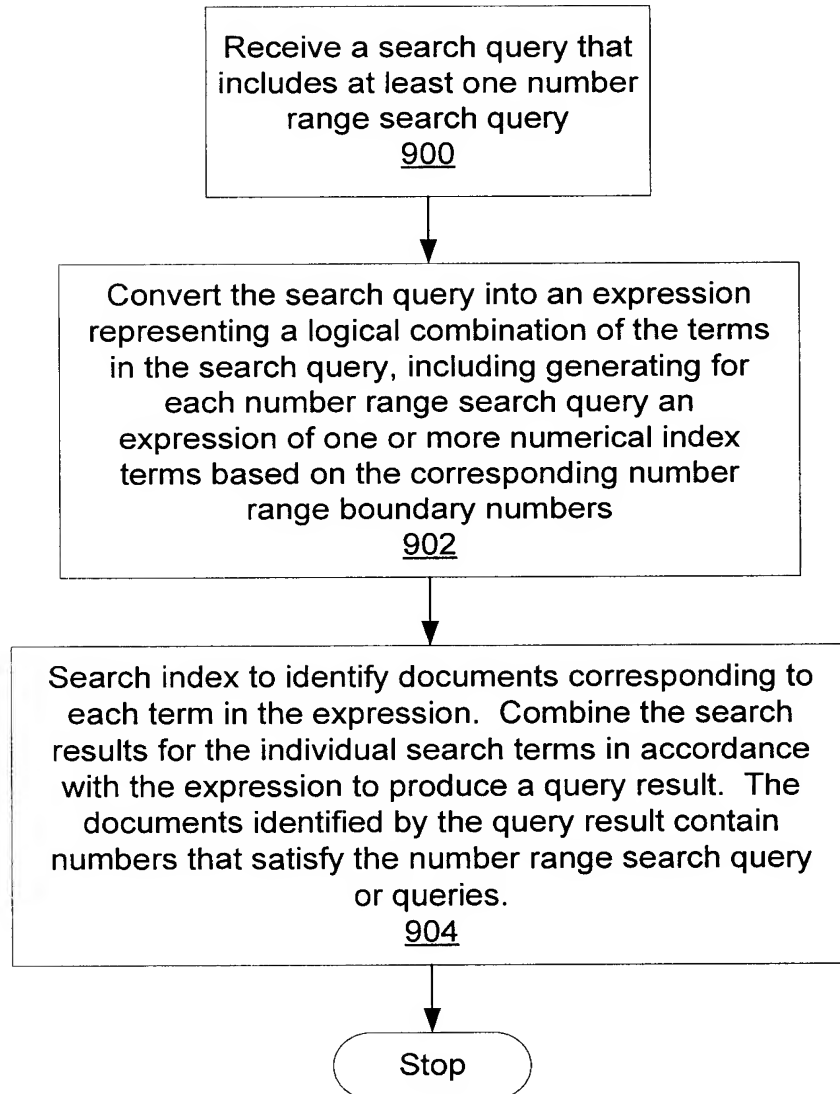 Receive a search query that
includes at least one number
range search query
900
Convert the search query into an expression
representing a logical combination of the terms
in the search query, including generating for
each number range search query an
expression of one or more numerical index
terms based on the corresponding number
range boundary numbers
902
Search index to identify documents corresponding to
each term in the expression.  Combine the search
results for the individual search terms in accordance
with the expression to produce a query result.  The
documents identified by the query result contain
numbers that satisfy the number range search query
or queries.
904
Stop